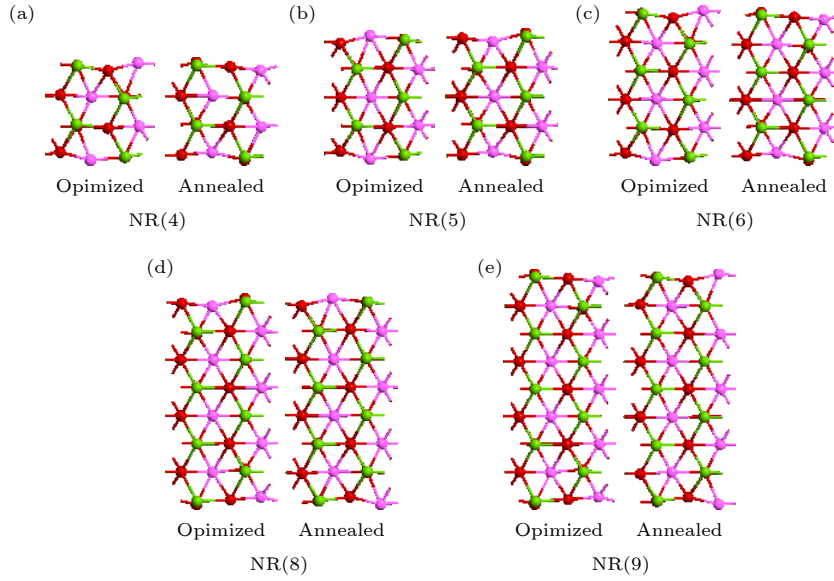 (a)
(b)
(c)
Opimized Annealed
Opimized Annealed
Opimized Annealed
NR(4)
NR(5)
NR(6)
(d)
(e)
Opimized Annealed
Opimized Annealed
NR(8)
NR(9)